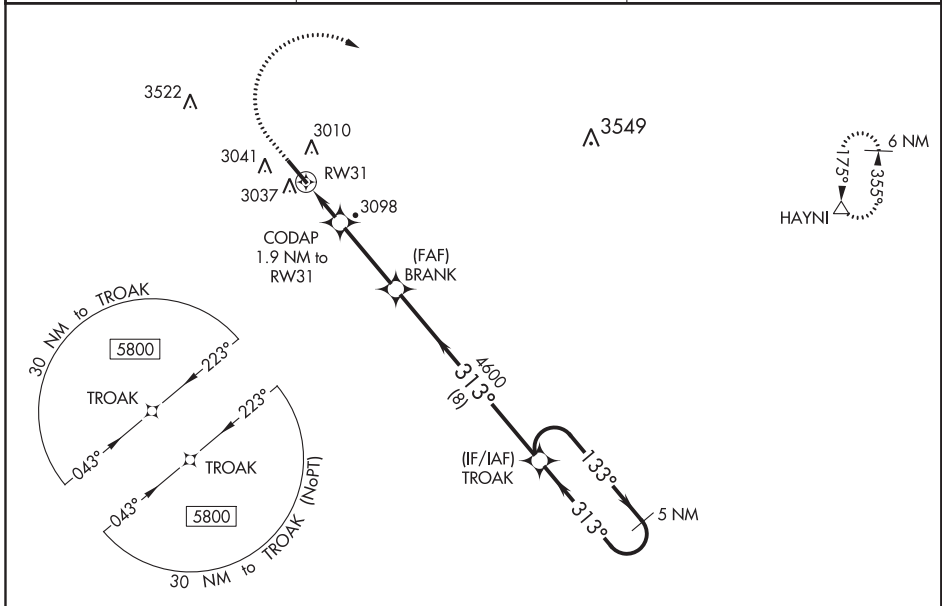 3522
3010
3549
3041
RW31
6 NM
3037
175°
355°
3098
HAYNI
CODAP
1.9 NM to
RW31
(FAF)
BRANK
30 NM to TROAK
5800
223°
4600
313°
(8)
TROAK
223°
043°
(IF/IAF)
TROAK
133°
TROAK
5 NM
043°
5800
313°
30 NM to TROAK (NoPT)